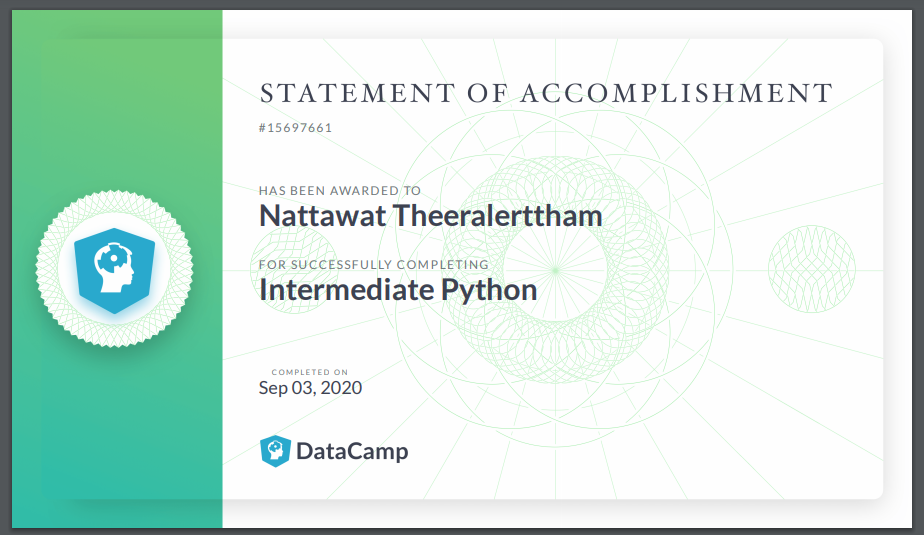 STATEMENT OF ACCOMPLISHMENT
#15697661
HAS BEEN AWARDED TO
Nattawat Theeralerttham
FOR SUCCESSFULLY COMPLETING
Intermediate Python
COMPLETED ON
Sep 03, 2020
DataCamp